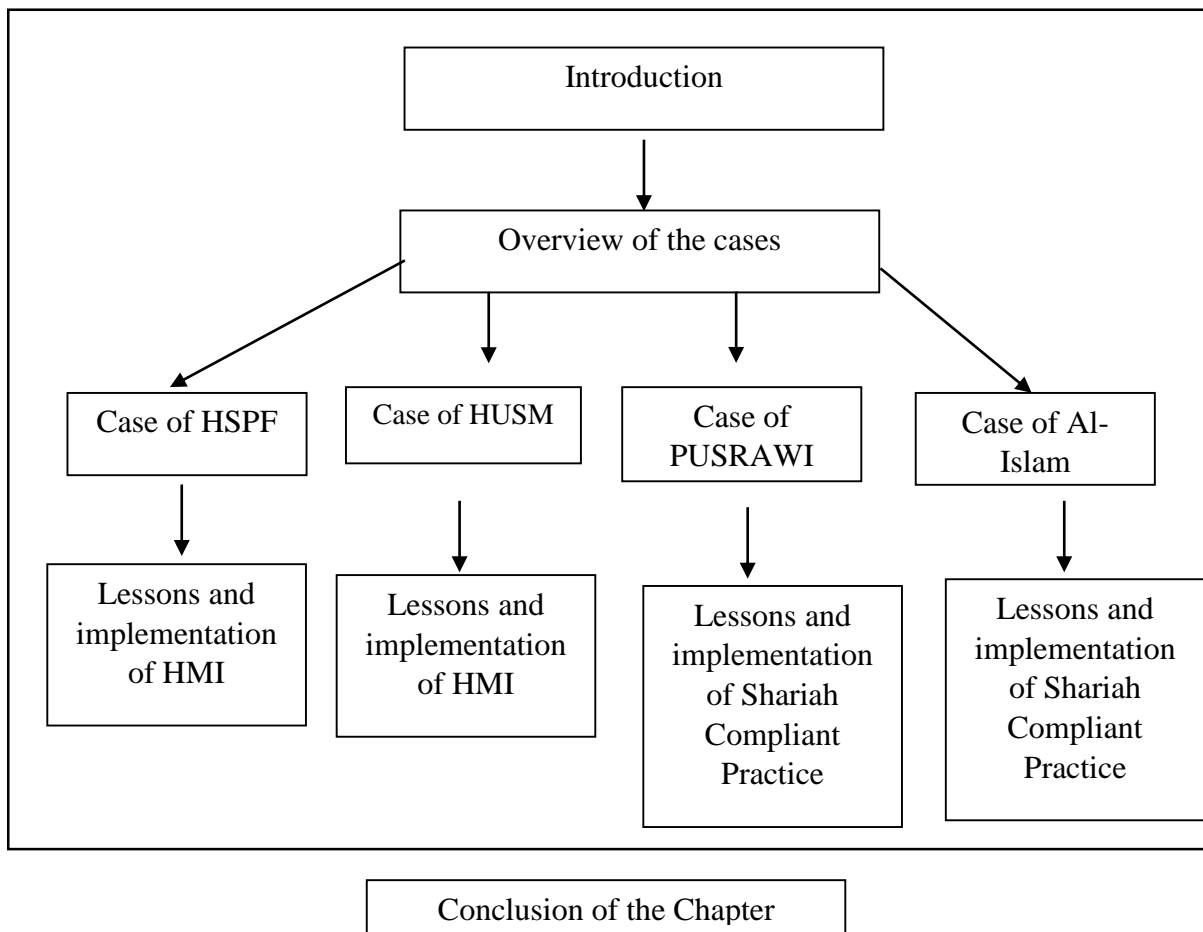 Introduction
Overview of the cases
Case of HSPF
Case of HUSM
Case of
PUSRAWI
Case of Al-
Islam
Lessons and
implementation
of HMI
Lessons and
implementation
of HMI
Lessons and
implementation
of Shariah
Compliant
Practice
Lessons and
implementation
of Shariah
Compliant
Practice
Conclusion of the Chapter